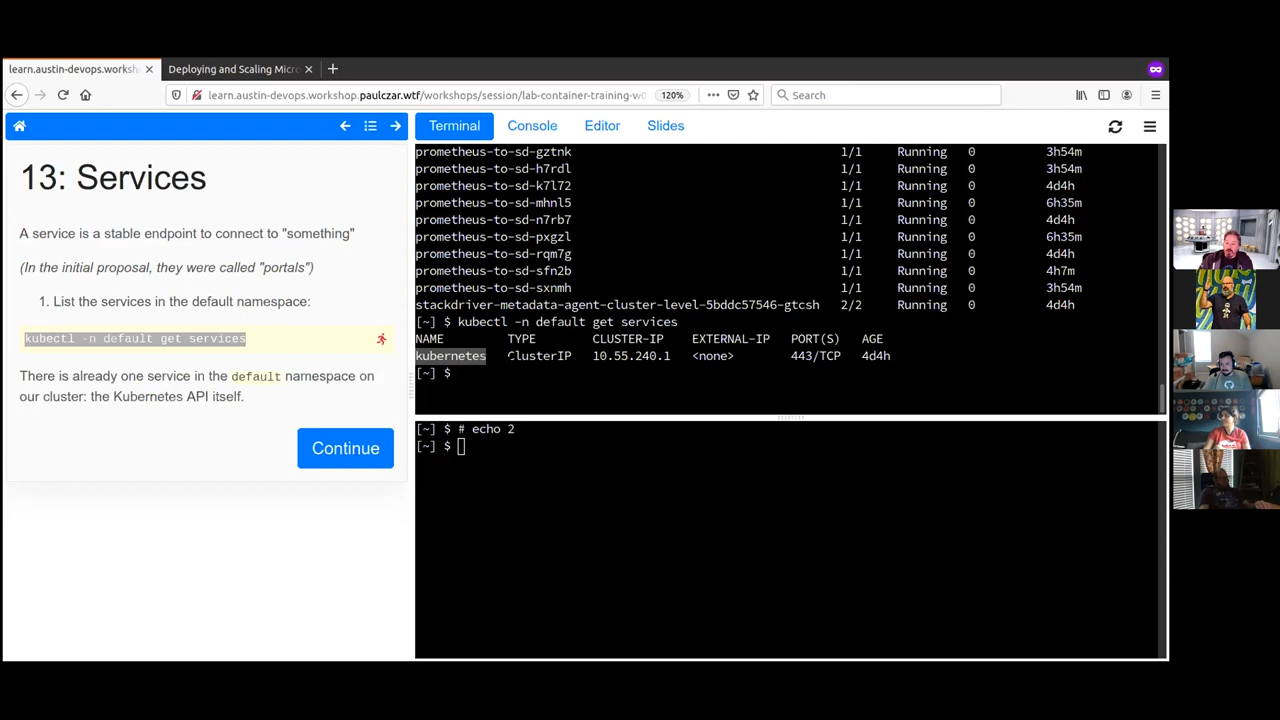 learn.austin-devops.worksh
Deploying and Scaling Micr
learn.austin-devops.workshop.paulczar.wtf/workshops/session/lab-container-training-w
120%
Search
Terminal
Console
Editor
Slides
13: Services
A service is a stable endpoint to connect to "something"
(In the initial proposal, they were called "portals")
1. List the services in the default namespace:
kubectl -n default get services
There is already one service in the default namespace on
our cluster: the Kubernetes API itself.
Continue
prometheus-to-sd-gztnk 1/1 Running 0 3h54m
prometheus-to-sd-h7rdl 1/1 Running 0 3h54m
prometheus-to-sd-k7l72 1/1 Running 0 4d4h
prometheus-to-sd-mhnl5 1/1 Running 0 6h35m
prometheus-to-sd-n7rb7 1/1 Running 0 4d4h
prometheus-to-sd-pxgzl 1/1 Running 0 6h35m
prometheus-to-sd-rqm7g 1/1 Running 0 4d4h
prometheus-to-sd-sfn2b 1/1 Running 0 4h7m
prometheus-to-sd-sxnmh 1/1 Running 0 3h54m
stackdriver-metadata-agent-cluster-level-5bddc57546-gtcsh 2/2 Running 0 4d4h
[~] $ kubectl -n default get services
NAME TYPE CLUSTER-IP EXTERNAL-IP PORT(S) AGE
kubernetes ClusterIP 10.55.240.1 <none> 443/TCP 4d4h
[~] $
[~] $ # echo 2
[~] $